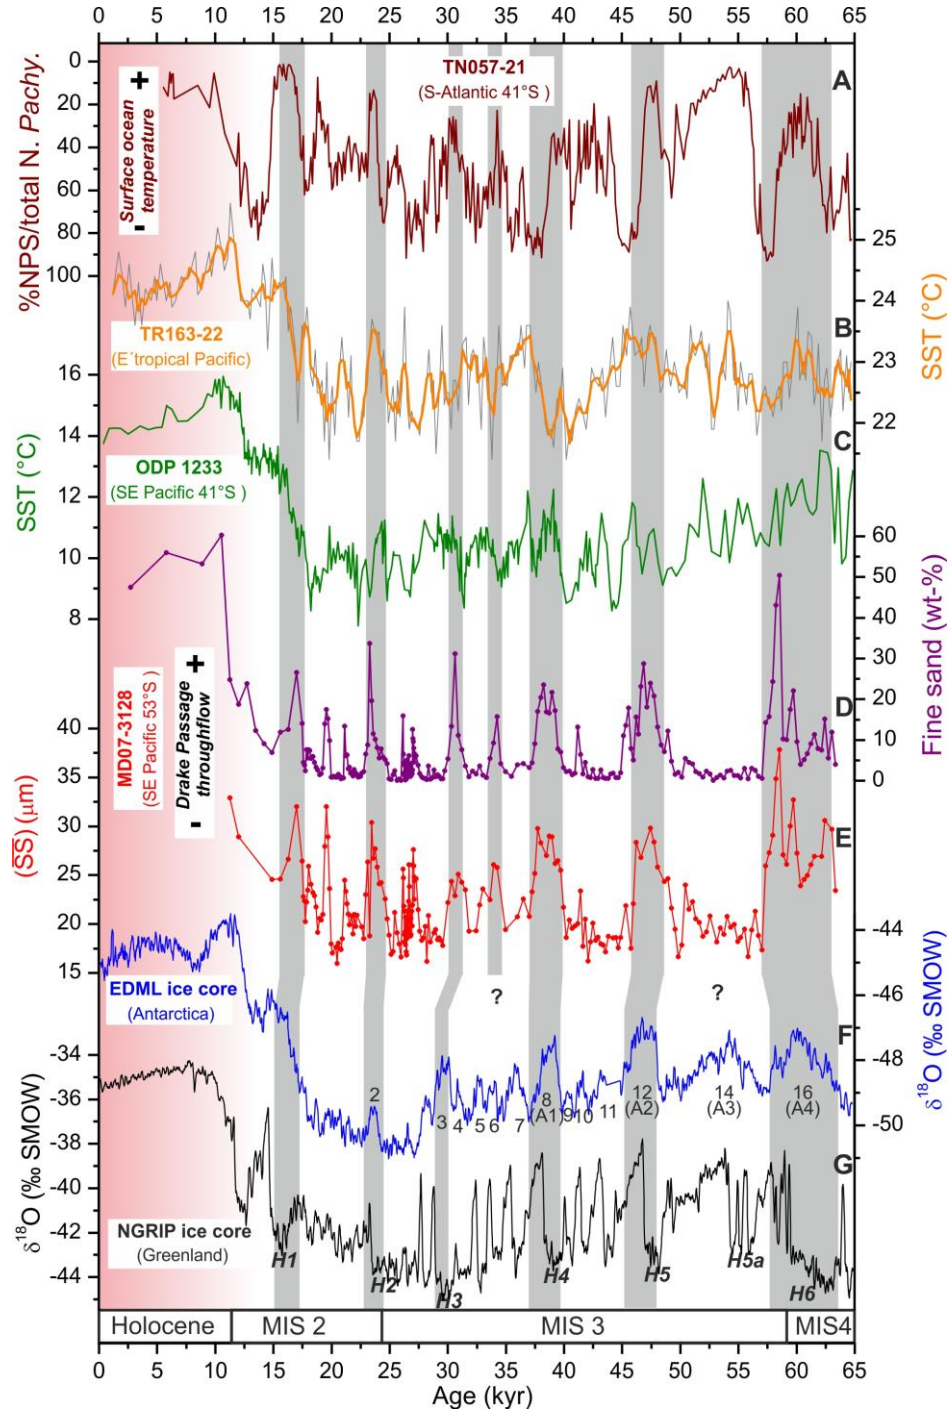 0 5 10 15 20 25 30 35 40 45 50 55 60 65
TN057-21
(S-Atlantic 41°S )
A
0
20
40
60
80
100
%NPS/total N. Pachy.
+
Surface ocean
temperature
-
25
24
23
22
SST (°C)
TR163-22
(E´tropical Pacific)
B
16
14
12
10
8
SST (°C)
C
ODP 1233
(SE Pacific 41°S )
60
50
40
30
20
10
0
Fine sand (wt-%)
MD07-3128
(SE Pacific 53°S )
+
Drake Passage
throughflow
-
D
40
35
30
25
20
15
(SS) (μm)
E
-44
-46
-48
-50
δ18O (‰ SMOW)
EDML ice core
(Antarctica)
? ?
F
2 3 4 5 6 7 8 9 10 11 12 14 16
(A1) (A2) (A3) (A4)
-34
-36
-38
-40
-42
-44
δ18O (‰ SMOW)
G
NGRIP ice core
(Greenland)
H1 H2 H3 H4 H5 H5a H6
Holocene MIS 2 MIS 3 MIS4
0 5 10 15 20 25 30 35 40 45 50 55 60 65
Age (kyr)